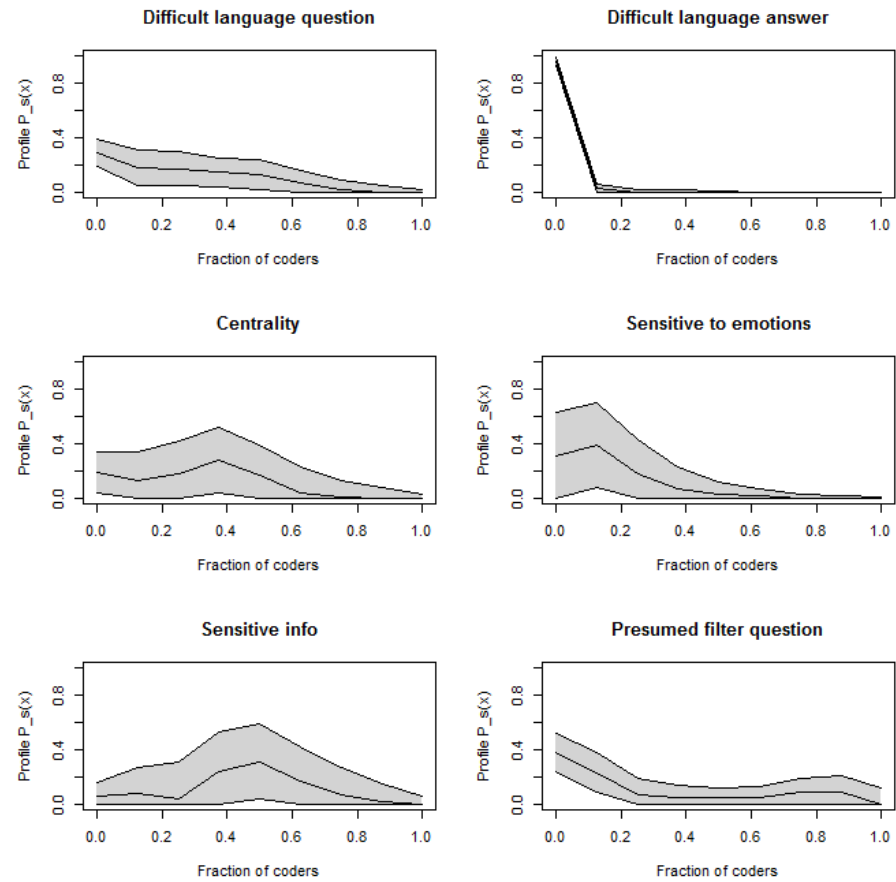 Difficult language question
Profile P_s(x)
0.0 0.4 0.8
0.0 0.2 0.4 0.6 0.8 1.0
Fraction of coders
Difficult language answer
Profile P_s(x)
0.0 0.4 0.8
0.0 0.2 0.4 0.6 0.8 1.0
Fraction of coders
Centrality
Profile P_s(x)
0.0 0.4 0.8
0.0 0.2 0.4 0.6 0.8 1.0
Fraction of coders
Sensitive to emotions
Profile P_s(x)
0.0 0.4 0.8
0.0 0.2 0.4 0.6 0.8 1.0
Fraction of coders
Sensitive info
Profile P_s(x)
0.0 0.4 0.8
0.0 0.2 0.4 0.6 0.8 1.0
Fraction of coders
Presumed filter question
Profile P_s(x)
0.0 0.4 0.8
0.0 0.2 0.4 0.6 0.8 1.0
Fraction of coders